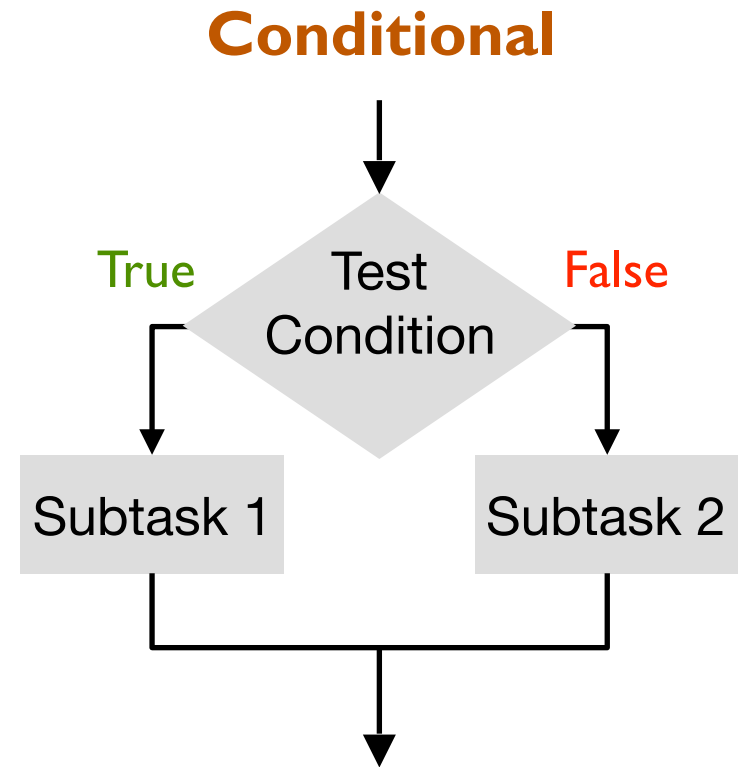 Conditional
True
Test
Condition
False
Subtask 1
Subtask 2